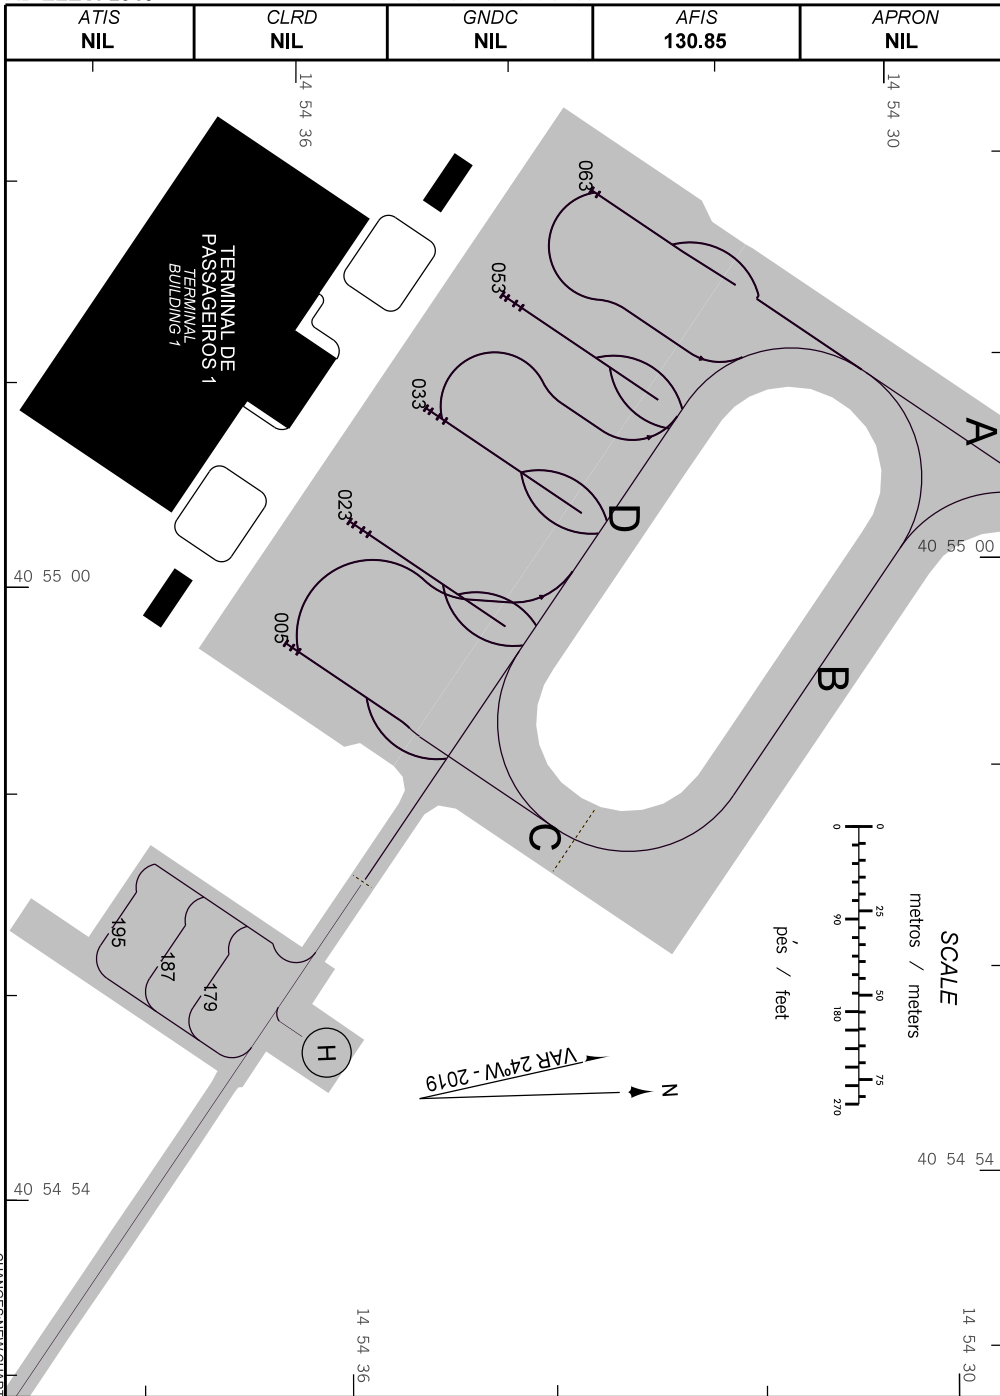 ATIS
NIL
CLRD
NIL
GNDC
NIL
AFIS
130.85
APRON
NIL
14 54 36
14 54 30
TERMINAL DE
PASSAGEIROS 1
TERMINAL
BUILDING 1
063
053
033
023
005
A
D
B
C
40 55 00
40 55 00
195
187
179
H
SCALE
metros / meters
0
25
50
75
0
90
180
270
pés / feet
VAR 24ºW - 2019
N
40 54 54
40 54 54
14 54 36
14 54 30